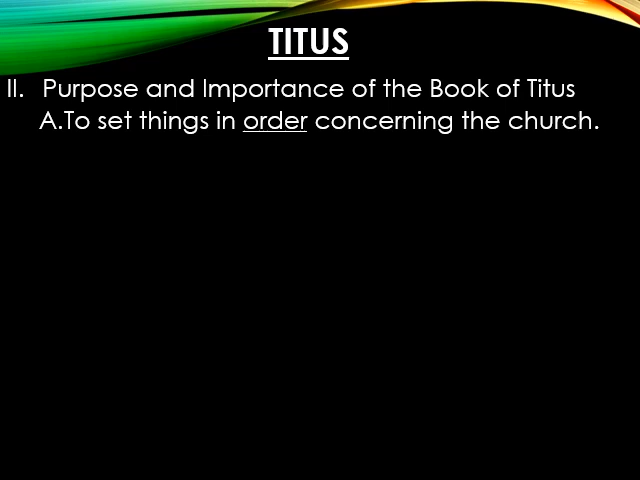 TITUS
II. Purpose and Importance of the Book of Titus
A.To set things in order concerning the church.